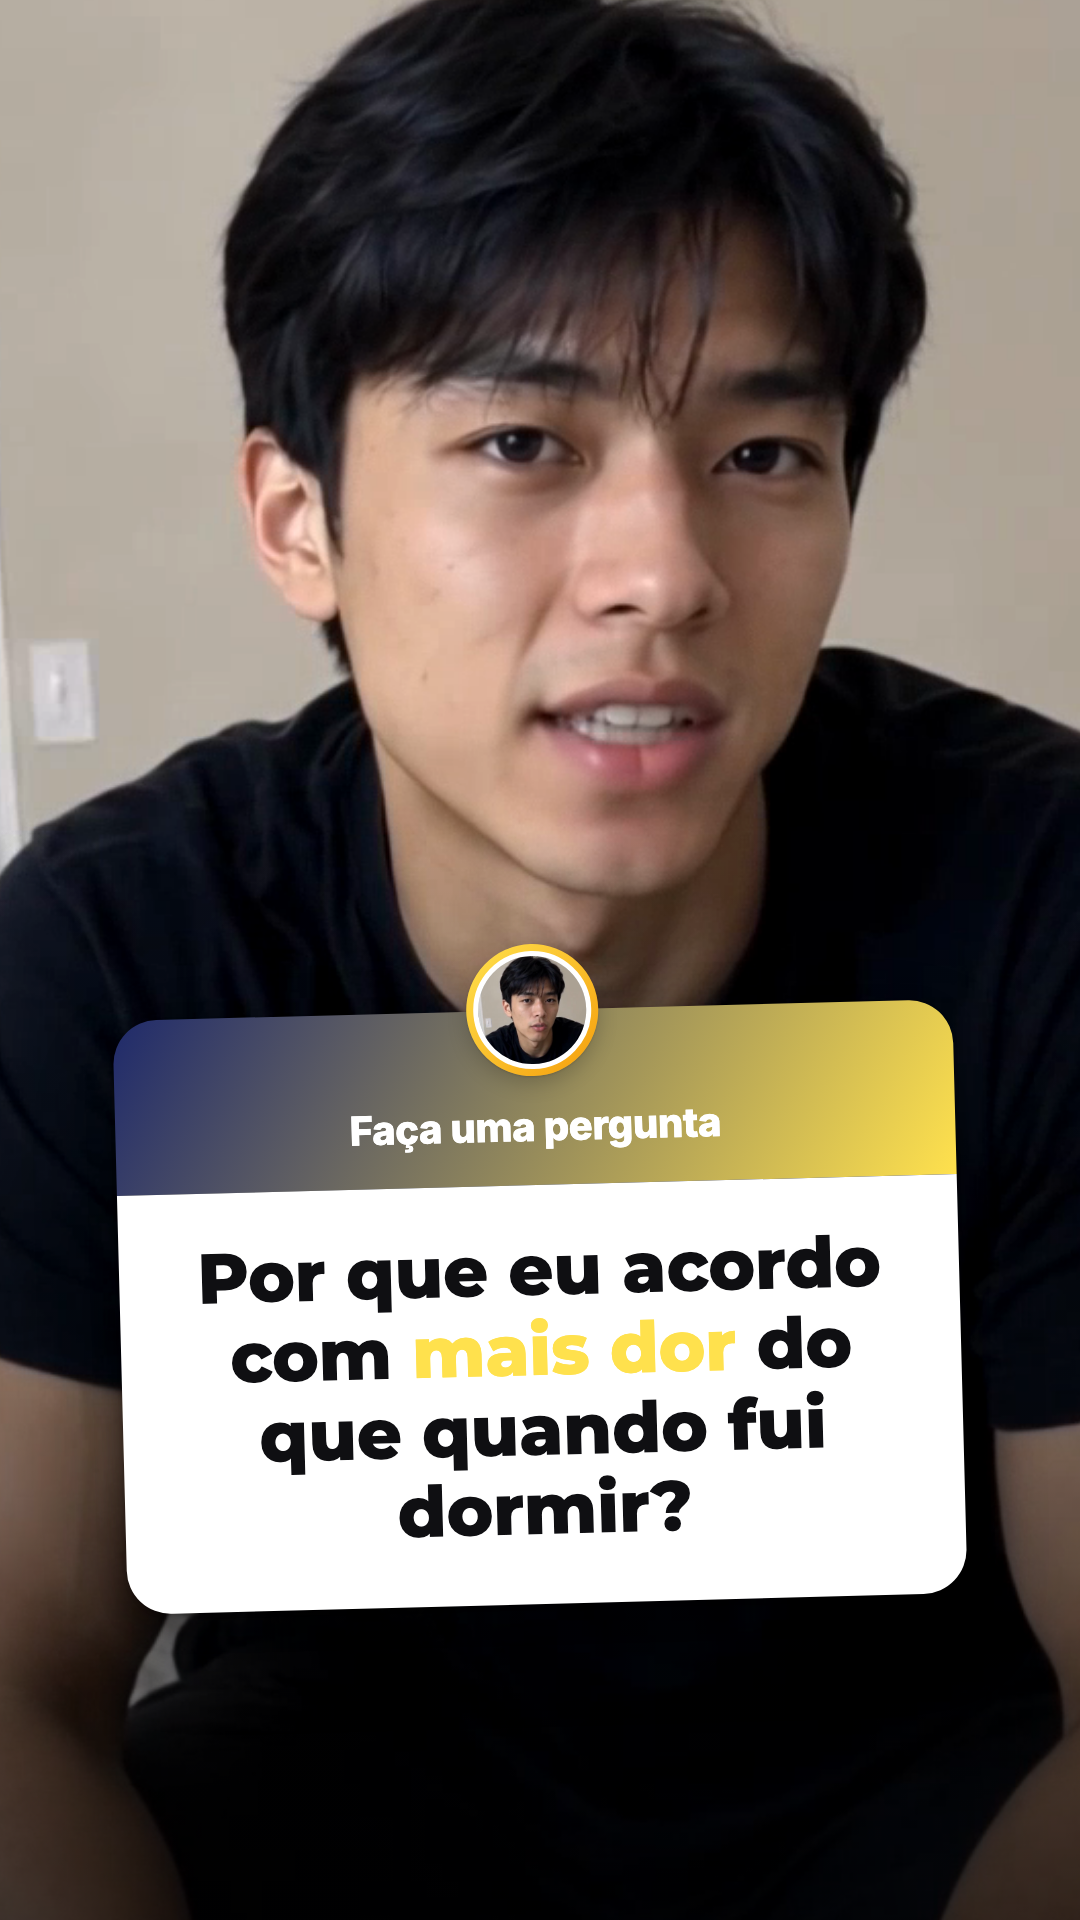 Faça uma pergunta
Por que eu acordo
com mais dor do
que quando fui
dormir?